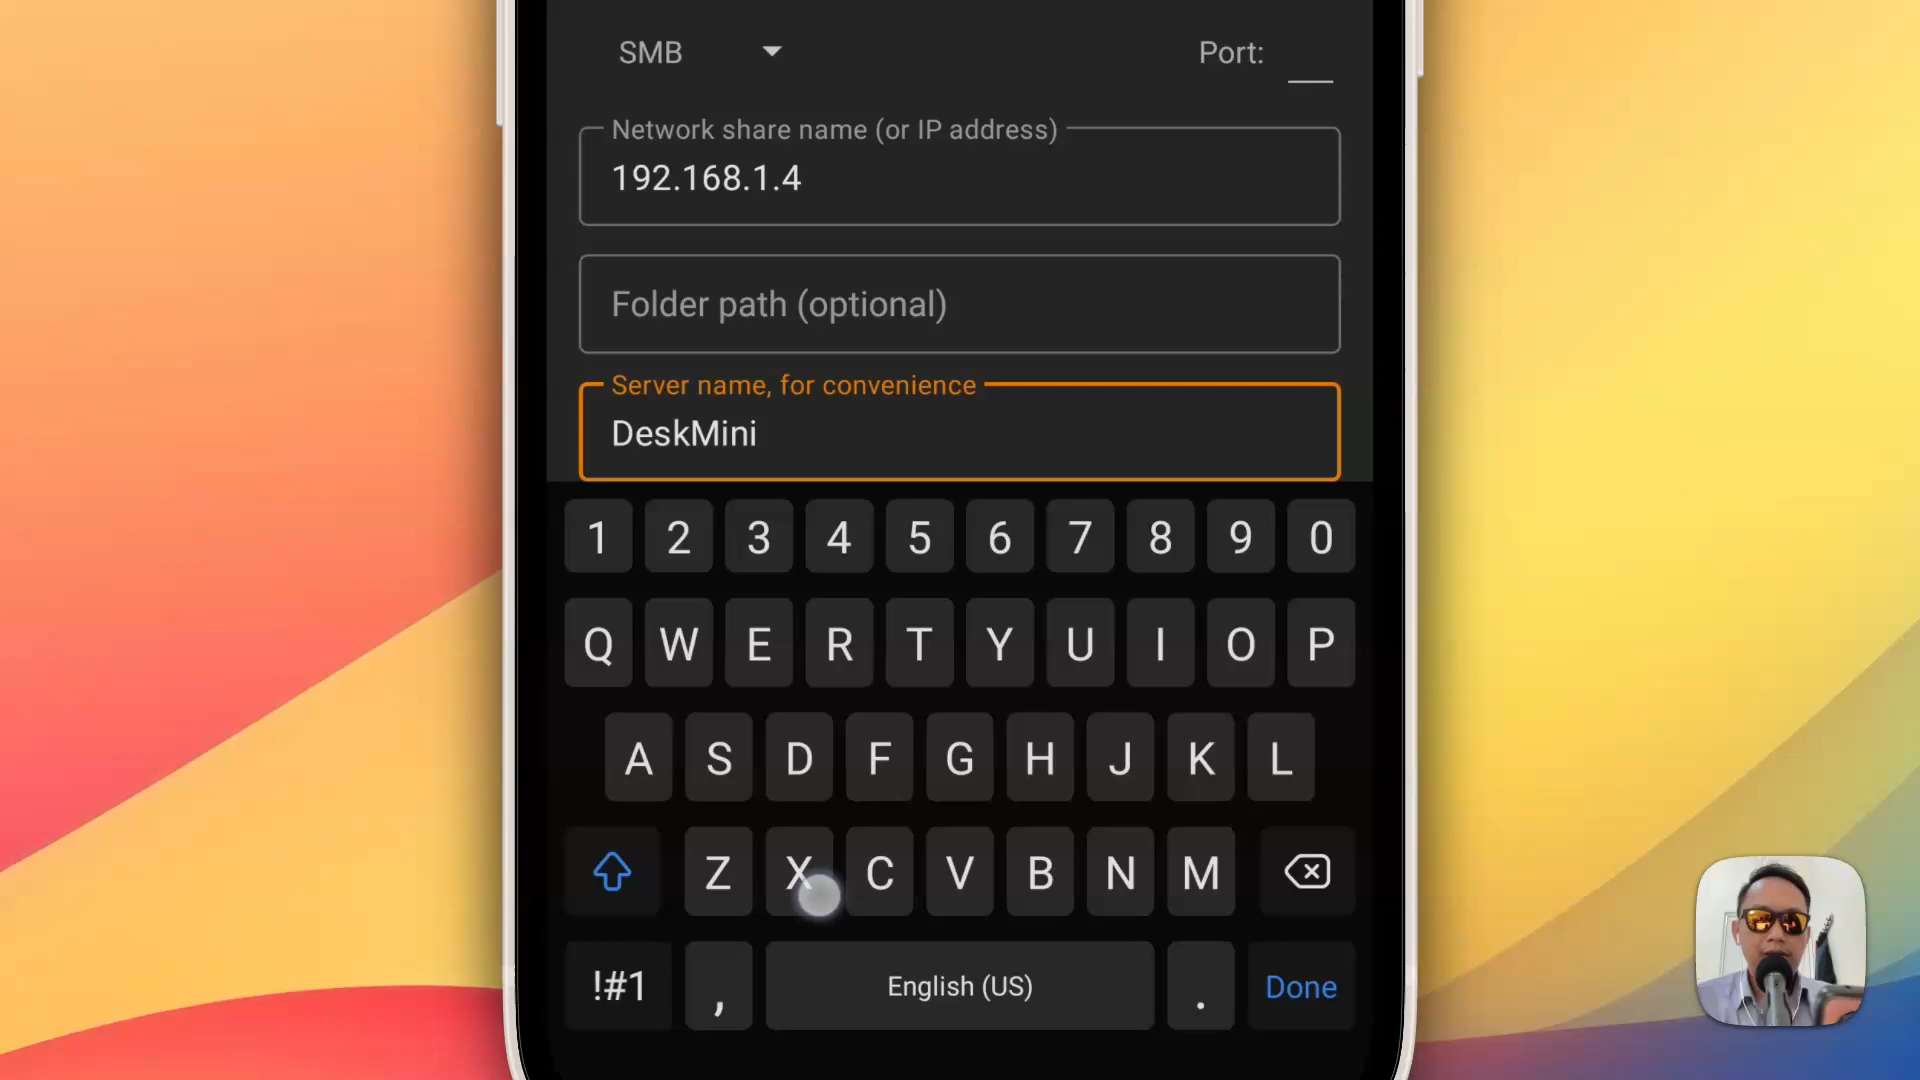 SMB Port:
Network share name (or IP address)
192.168.1.4
Folder path (optional)
Server name, for convenience
DeskMini
1 2 3 4 5 6 7 8 9 0
Q W E R T Y U I O P
A S D F G H J K L
Z X C V B N M
!#1 , English (US) . Done